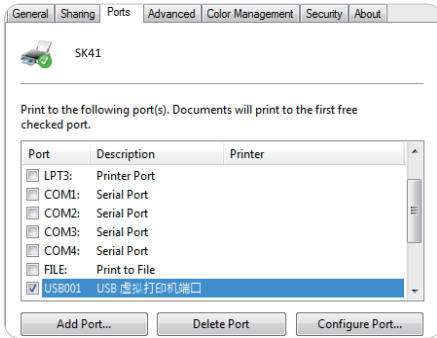 General Sharing Ports Advanced Color Management Security About
SK41
Print to the following port(s). Documents will print to the first free
checked port.
Port Description Printer
LPT3: Printer Port
COM1: Serial Port
COM2: Serial Port
COM3: Serial Port
COM4: Serial Port
FILE: Print to File
USB001 USB 虚拟打印机端口
Add Port... Delete Port Configure Port...